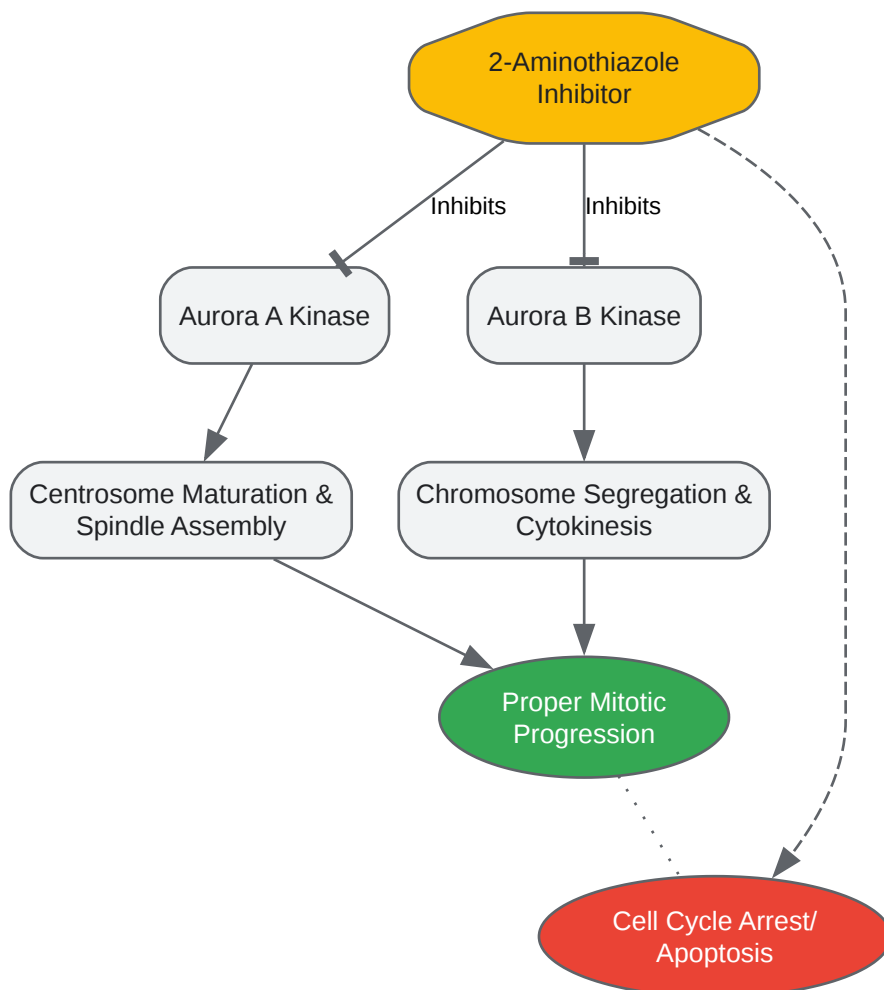 2-Aminothiazole
Inhibitor
Inhibits
Inhibits
Aurora A Kinase
Aurora B Kinase
Centrosome Maturation &
Spindle Assembly
Chromosome Segregation &
Cytokinesis
Proper Mitotic
Progression
Cell Cycle Arrest/
Apoptosis